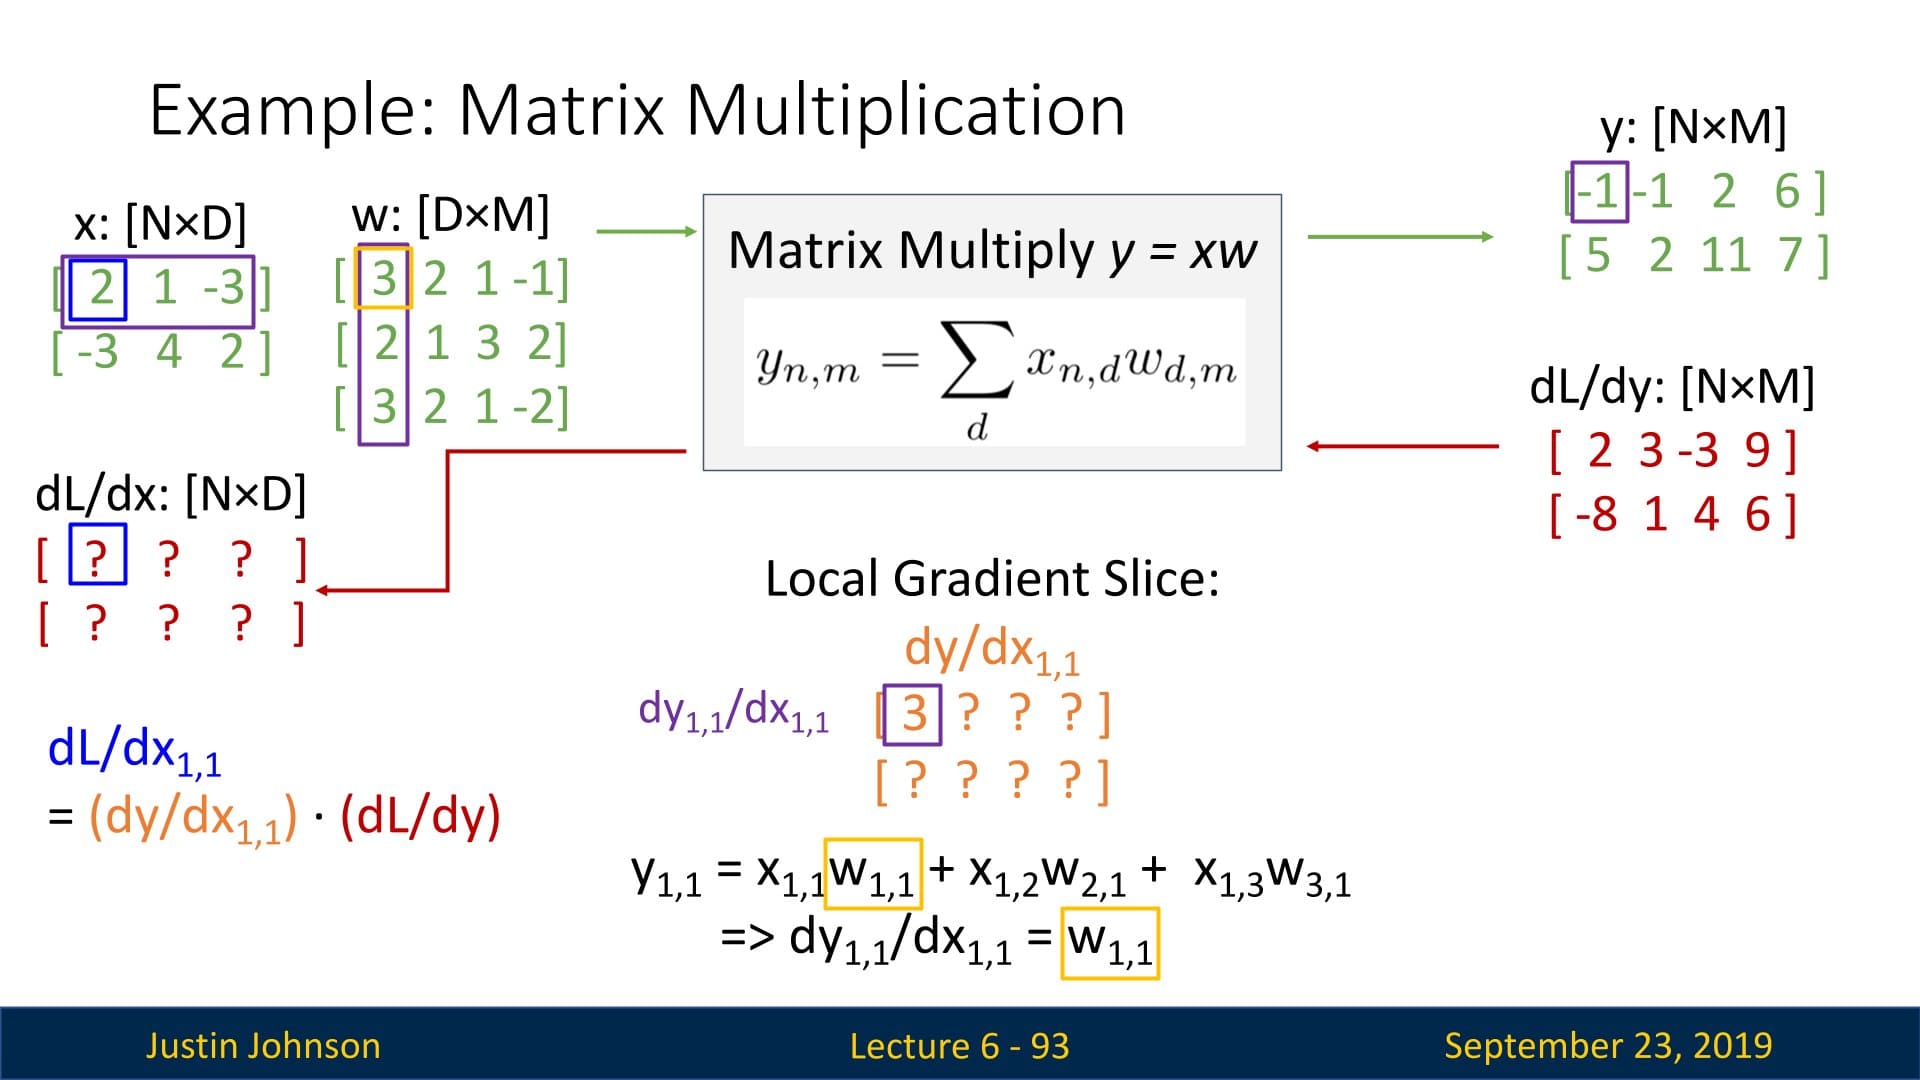 Example: Matrix Multiplication
x: [N×D]
[ 2 1 -3 ]
[ -3 4 2 ]
w: [D×M]
[ 3 2 1 -1]
[ 2 1 3 2]
[ 3 2 1 -2]
Matrix Multiply y = xw
y_{n,m} = \sum_d x_{n,d} w_{d,m}
y: [N×M]
[ -1 -1 2 6 ]
[ 5 2 11 7 ]
dL/dy: [N×M]
[ 2 3 -3 9 ]
[ -8 1 4 6 ]
dL/dx: [N×D]
[ ? ? ? ]
[ ? ? ? ]
dL/dx_{1,1}
= (dy/dx_{1,1}) · (dL/dy)
Local Gradient Slice:
dy/dx_{1,1}
dy_{1,1}/dx_{1,1} [ 3 ? ? ? ]
[ ? ? ? ? ]
y_{1,1} = x_{1,1}w_{1,1} + x_{1,2}w_{2,1} + x_{1,3}w_{3,1}
=> dy_{1,1}/dx_{1,1} = w_{1,1}
Justin Johnson
Lecture 6 - 93
September 23, 2019